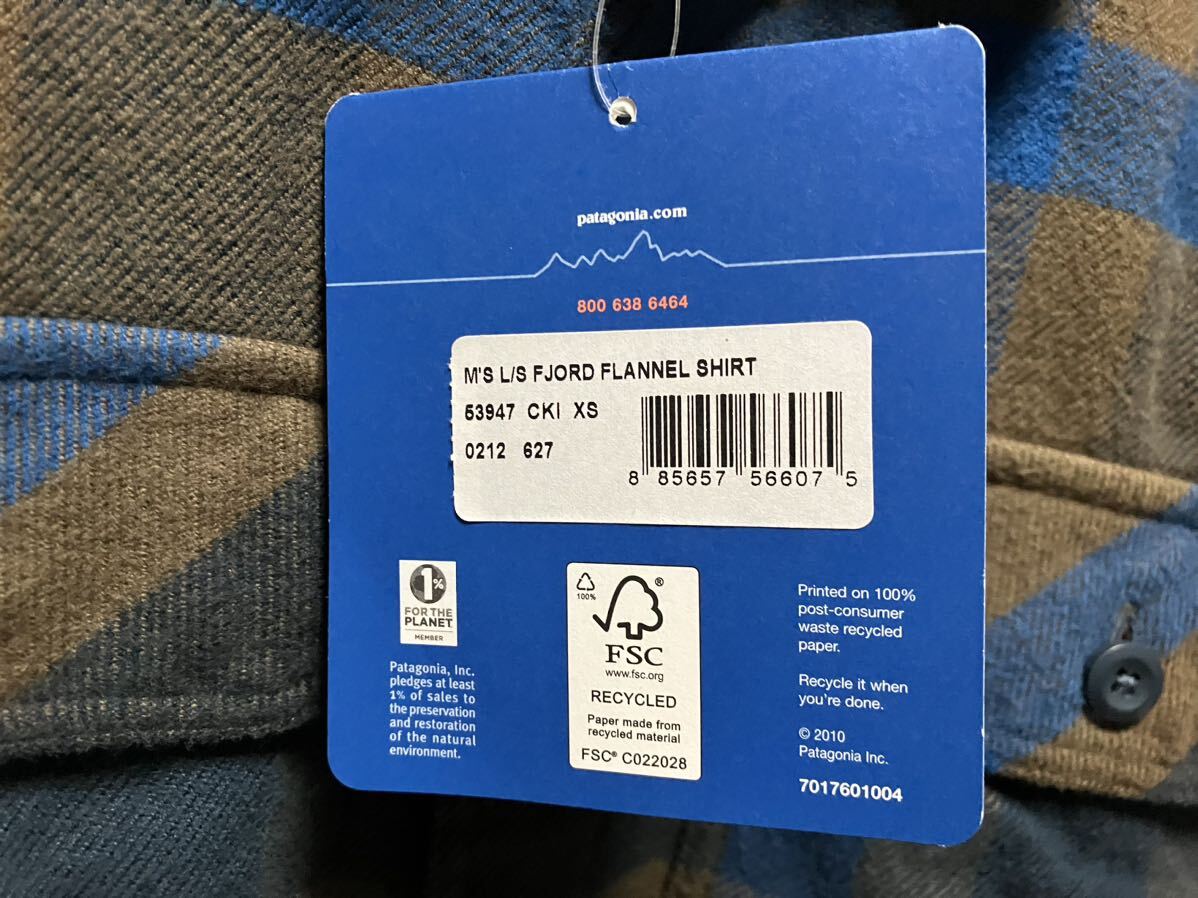 patagonia.com
800 638 6464
M'S L/S FJORD FLANNEL SHIRT
53947 CKI XS
0212 627
8 85657 56607 5
1%
FOR THE
PLANET
MEMBER
Patagonia, Inc.
pledges at least
1% of sales to
the preservation
and restoration
of the natural
environment.
100%
®
FSC
www.fsc.org
RECYCLED
Paper made from
recycled material
FSC® C022028
Printed on 100%
post-consumer
waste recycled
paper.
Recycle it when
you're done.
© 2010
Patagonia Inc.
7017601004